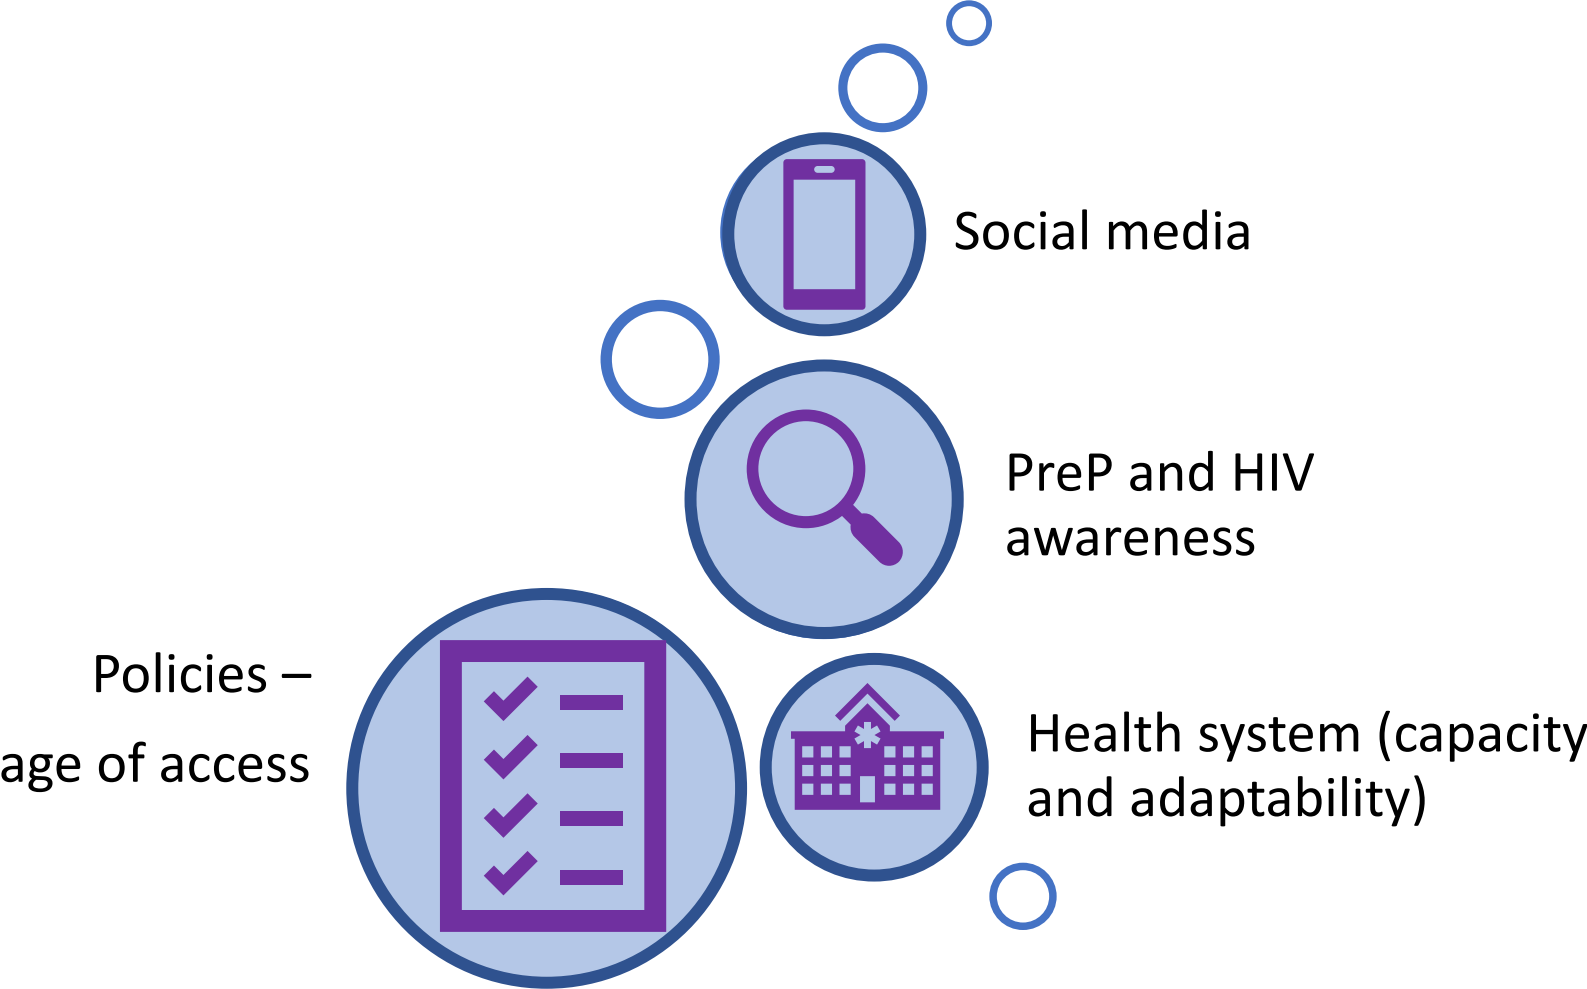 Social media
PreP and HIV
awareness
Policies –
age of access
Health system (capacity
and adaptability)